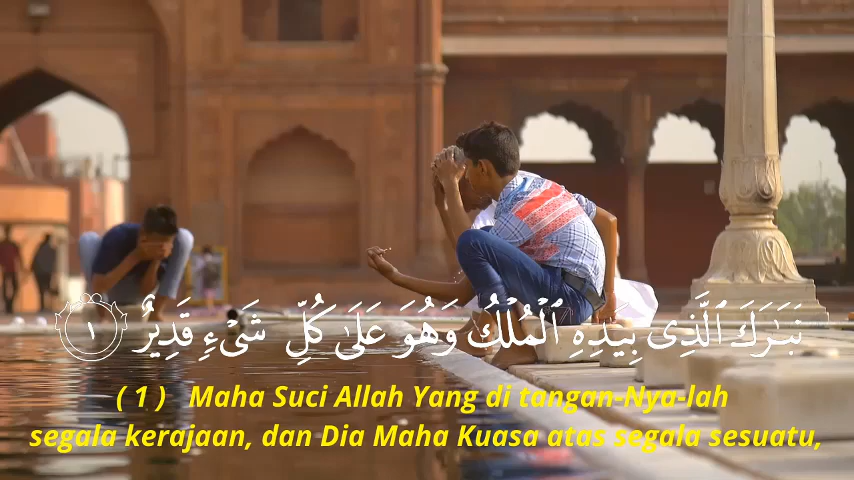 تَبَـٰرَكَ ٱلَّذِى بِيَدِهِ ٱلْمُلْكُ وَهُوَ عَلَىٰ كُلِّ شَىْءٍ قَدِيرٌ ١
( 1 ) Maha Suci Allah Yang di tangan-Nya-lah
segala kerajaan, dan Dia Maha Kuasa atas segala sesuatu,